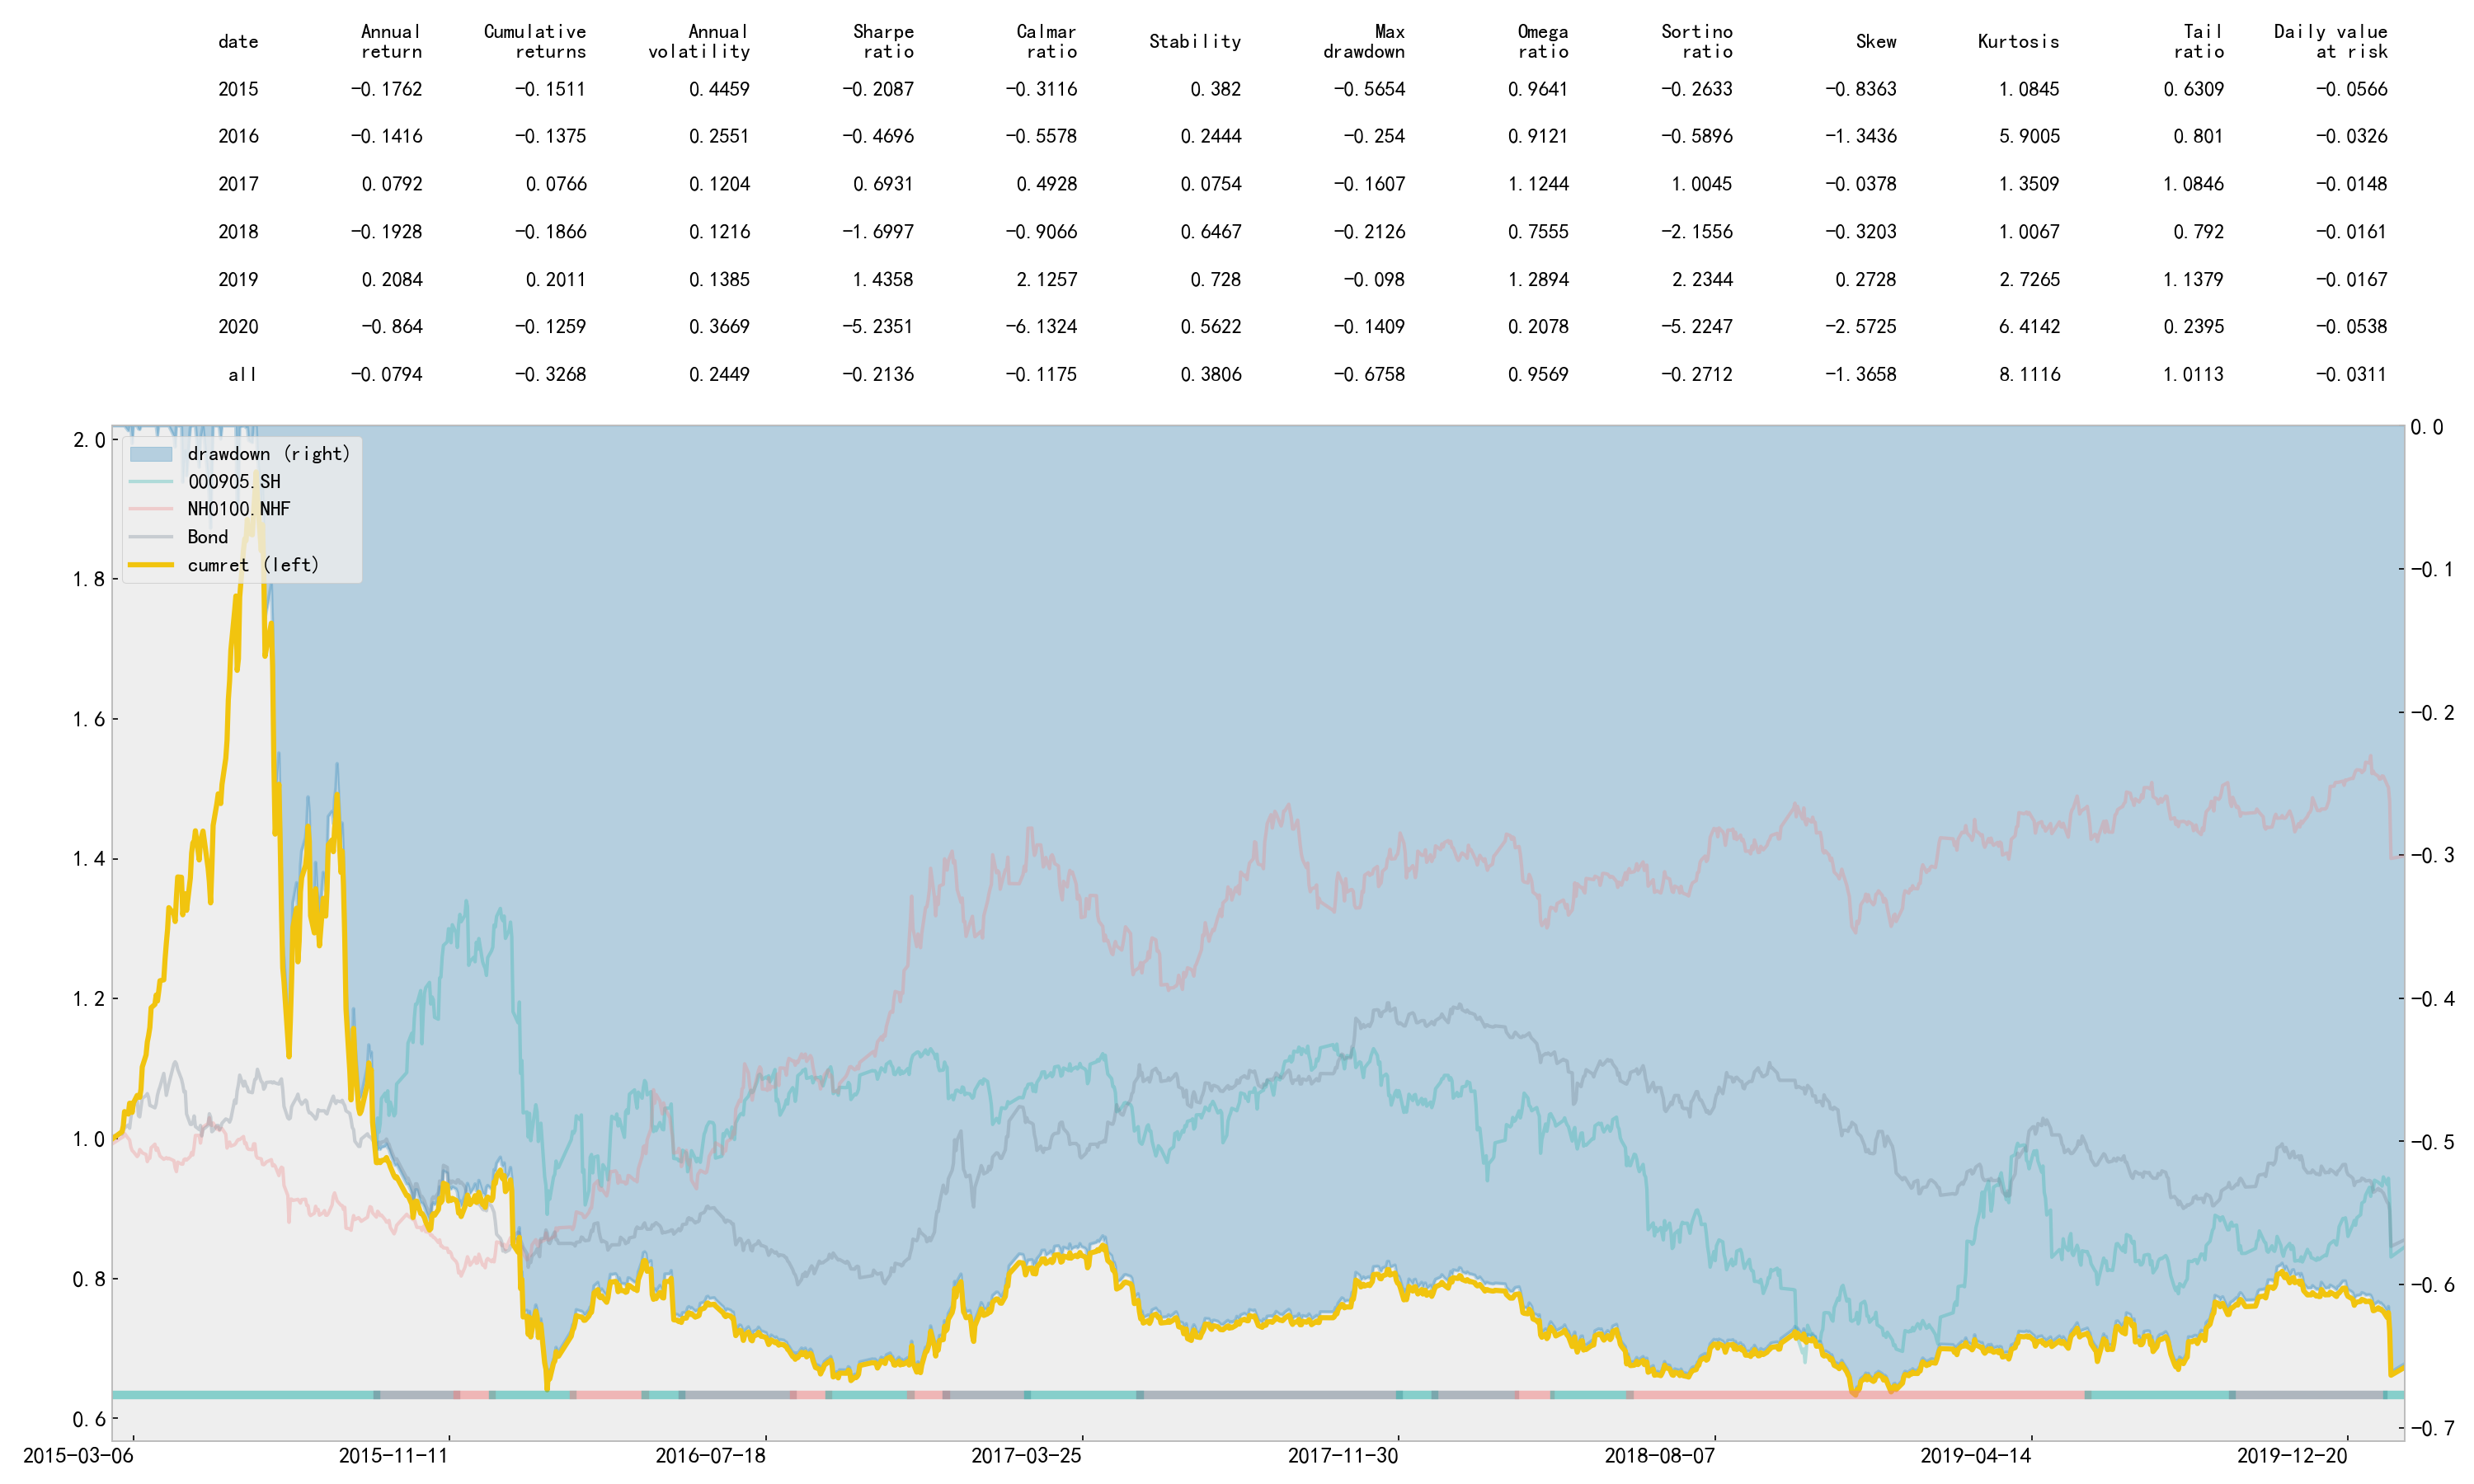 date Annual return Cumulative returns Annual volatility Sharpe ratio Calmar ratio Stability Max drawdown Omega ratio Sortino ratio Skew Kurtosis Tail ratio Daily value at risk
2015 -0.1762 -0.1511 0.4459 -0.2087 -0.3116 0.382 -0.5654 0.9641 -0.2633 -0.8363 1.0845 0.6309 -0.0566
2016 -0.1416 -0.1375 0.2551 -0.4696 -0.5578 0.2444 -0.254 0.9121 -0.5896 -1.3436 5.9005 0.801 -0.0326
2017 0.0792 0.0766 0.1204 0.6931 0.4928 0.0754 -0.1607 1.1244 1.0045 -0.0378 1.3509 1.0846 -0.0148
2018 -0.1928 -0.1866 0.1216 -1.6997 -0.9066 0.6467 -0.2126 0.7555 -2.1556 -0.3203 1.0067 0.792 -0.0161
2019 0.2084 0.2011 0.1385 1.4358 2.1257 0.728 -0.098 1.2894 2.2344 0.2728 2.7265 1.1379 -0.0167
2020 -0.864 -0.1259 0.3669 -5.2351 -6.1324 0.5622 -0.1409 0.2078 -5.2247 -2.5725 6.4142 0.2395 -0.0538
all -0.0794 -0.3268 0.2449 -0.2136 -0.1175 0.3806 -0.6758 0.9569 -0.2712 -1.3658 8.1116 1.0113 -0.0311
2.0
1.8
1.6
1.4
1.2
1.0
0.8
0.6
drawdown (right)
000905.SH
NH0100.NHF
Bond
cumret (left)
0.0
-0.1
-0.2
-0.3
-0.4
-0.5
-0.6
-0.7
2015-03-06 2015-11-11 2016-07-18 2017-03-25 2017-11-30 2018-08-07 2019-04-14 2019-12-20